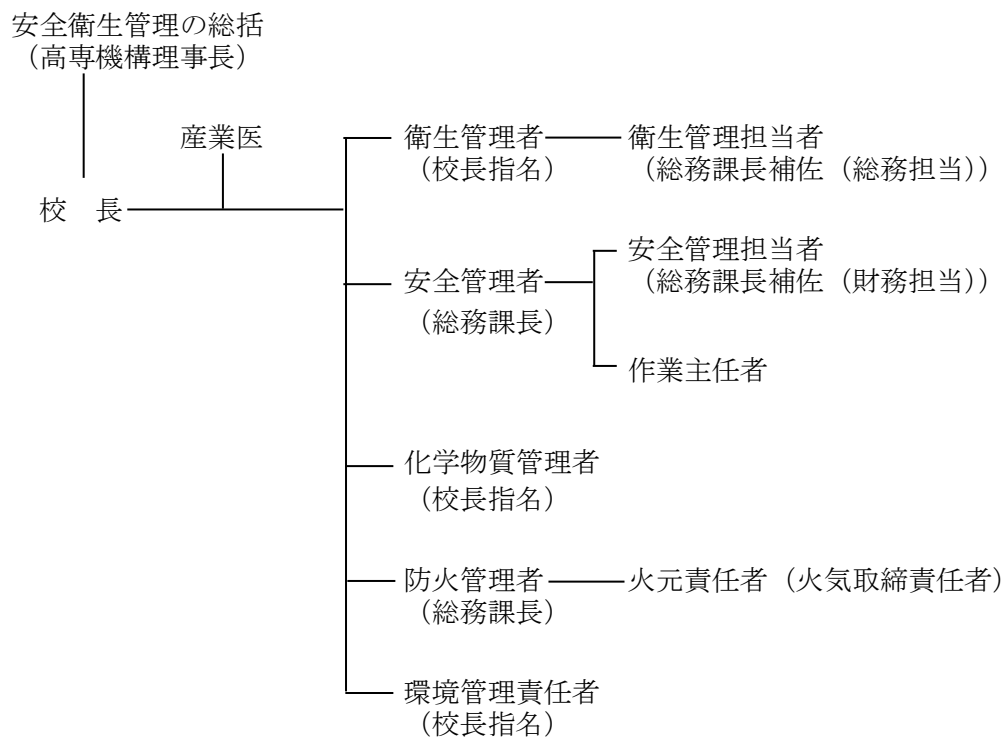 安全衛生管理の総括
（高専機構理事長）
産業医
校　長
衛生管理者
（校長指名）
衛生管理担当者
（総務課長補佐（総務担当））
安全管理者
（総務課長）
安全管理担当者
（総務課長補佐（財務担当））
作業主任者
化学物質管理者
（校長指名）
防火管理者
（総務課長）
火元責任者（火気取締責任者）
環境管理責任者
（校長指名）